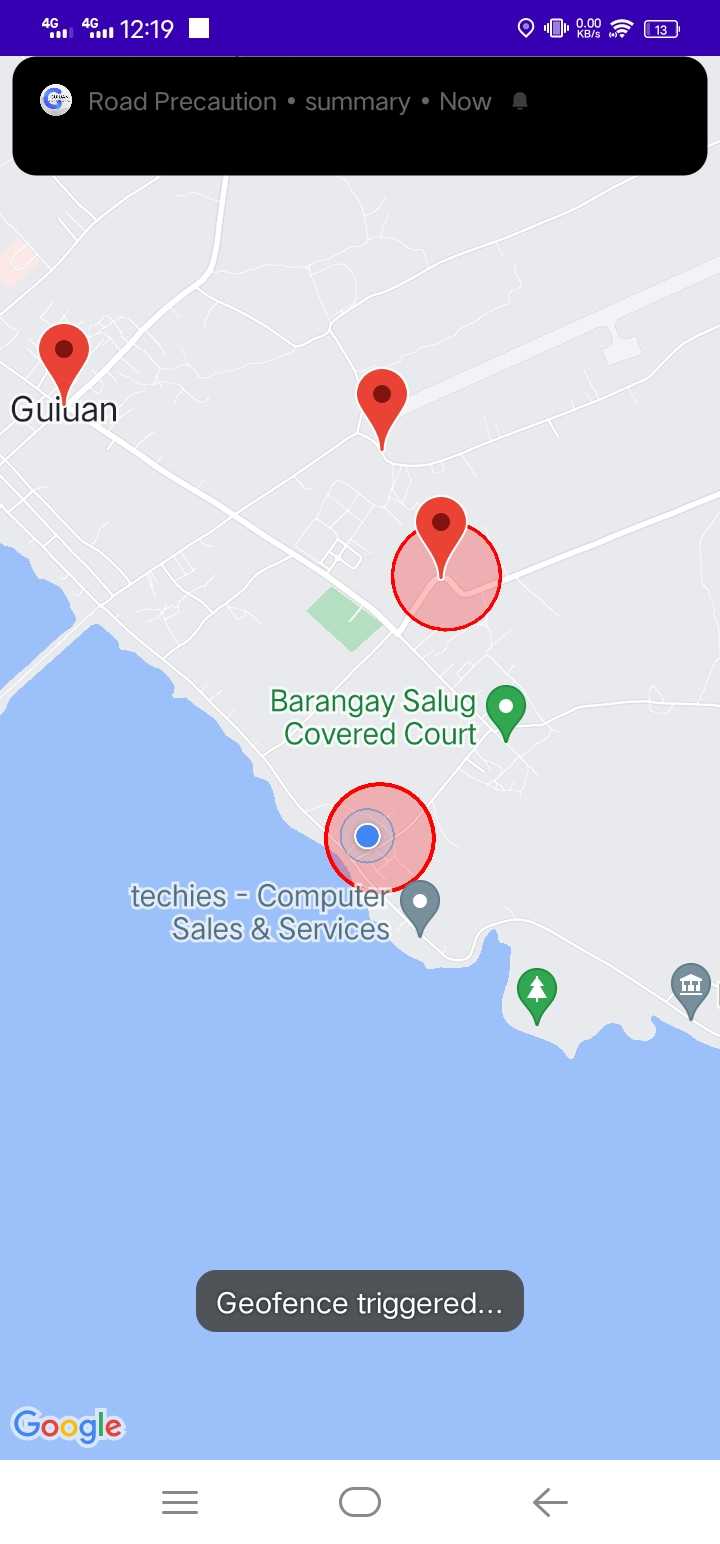 4G 4G 12:19 0.00 KB/s 13
Road Precaution • summary • Now
Guiuan
Barangay Salug
Covered Court
techies - Computer
Sales & Services
Geofence triggered...
Google